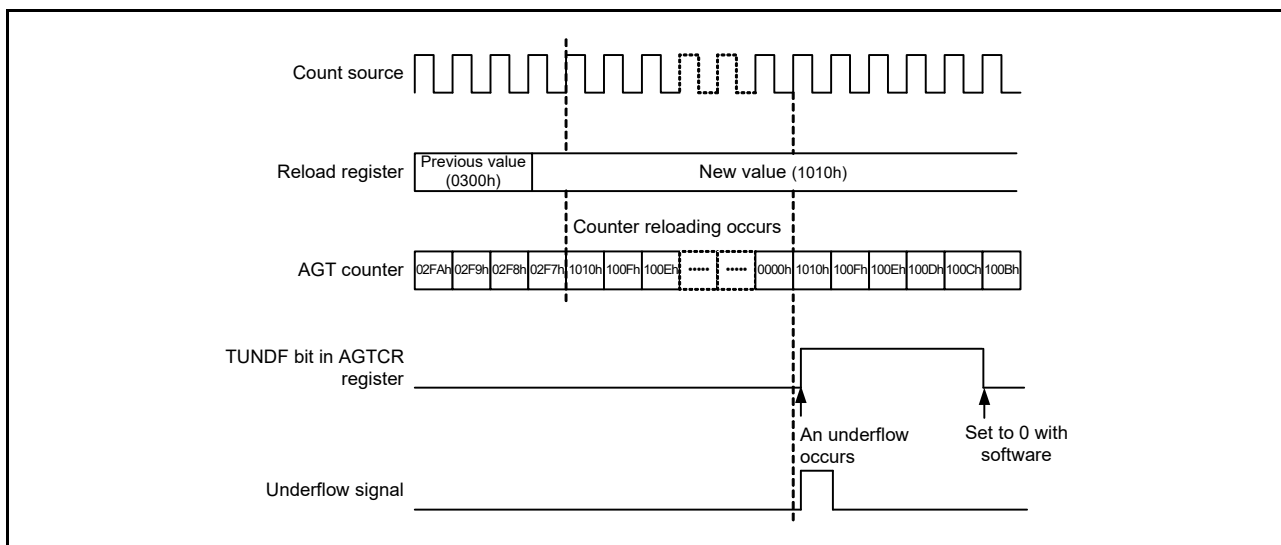 Count source
Reload register
Previous value
(0300h)
New value (1010h)
Counter reloading occurs
AGT counter
02FAh 02F9h 02F8h 02F7h 1010h 100Fh 100Eh ••••• ••••• 0000h 1010h 100Fh 100Eh 100Dh 100Ch 100Bh
TUNDF bit in AGTCR
register
An underflow
occurs
Set to 0 with
software
Underflow signal